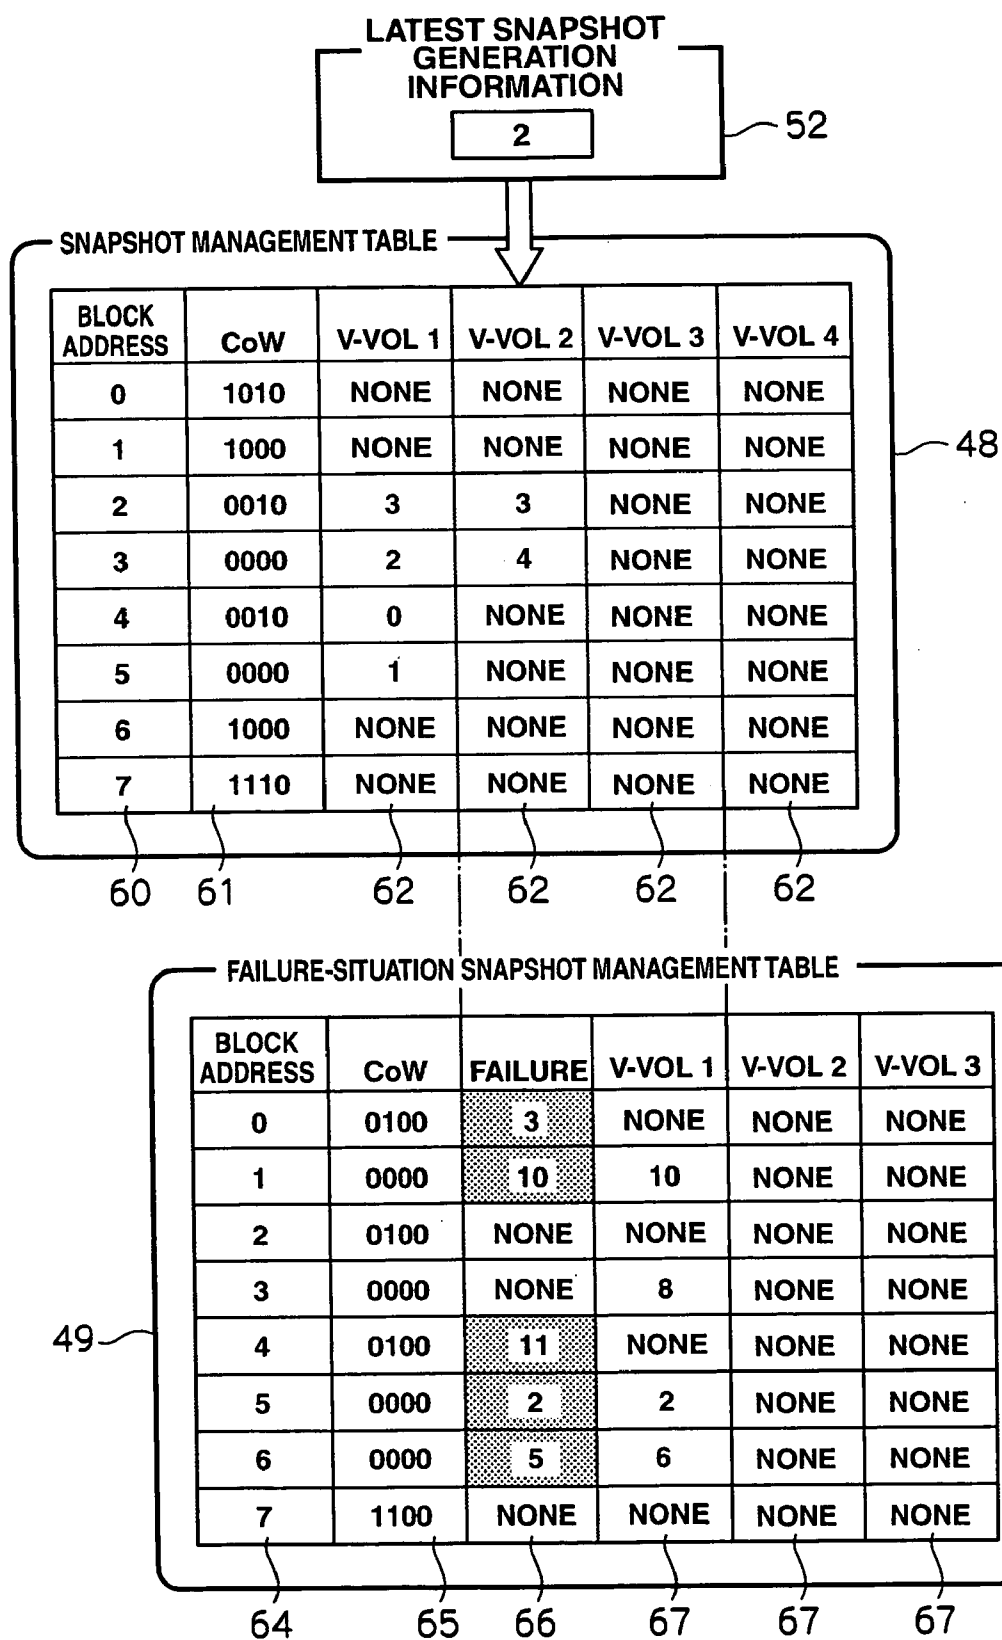 LATEST SNAPSHOT
GENERATION
INFORMATION
2
52
SNAPSHOT MANAGEMENT TABLE
BLOCK ADDRESS CoW V-VOL 1 V-VOL 2 V-VOL 3 V-VOL 4
0 1010 NONE NONE NONE NONE
1 1000 NONE NONE NONE NONE
48
2 0010 3 3 NONE NONE
3 0000 2 4 NONE NONE
4 0010 0 NONE NONE NONE
5 0000 1 NONE NONE NONE
6 1000 NONE NONE NONE NONE
7 1110 NONE NONE NONE NONE
60 61 62 62 62 62
FAILURE-SITUATION SNAPSHOT MANAGEMENT TABLE
BLOCK ADDRESS CoW FAILURE V-VOL 1 V-VOL 2 V-VOL 3
0 0100 3 NONE NONE NONE
1 0000 10 10 NONE NONE
2 0100 NONE NONE NONE NONE
3 0000 NONE 8 NONE NONE
49
4 0100 11 NONE NONE NONE
5 0000 2 2 NONE NONE
6 0000 5 6 NONE NONE
7 1100 NONE NONE NONE NONE
64 65 66 67 67 67